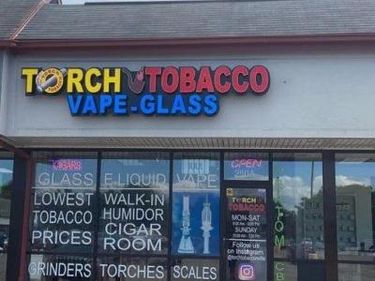 TORCH TOBACCO
VAPE-GLASS
CIGARS
OPEN
GLASS E-LIQUID VAPE
LOWEST
TOBACCO
PRICES
WALK-IN
HUMIDOR
CIGAR
ROOM
TORCH
TOBACCO
MON-SAT
SUNDAY
Follow us
on Instagram
GRINDERS TORCHES SCALES